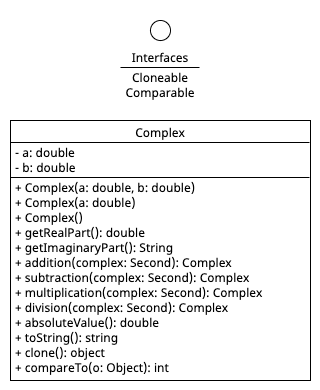 Interfaces
Cloneable
Comparable
Complex
- a: double
- b: double
+ Complex(a: double, b: double)
+ Complex(a: double)
+ Complex()
+ getRealPart(): double
+ getImaginaryPart(): String
+ addition(complex: Second): Complex
+ subtraction(complex: Second): Complex
+ multiplication(complex: Second): Complex
+ division(complex: Second): Complex
+ absoluteValue(): double
+ toString(): string
+ clone(): object
+ compareTo(o: Object): int